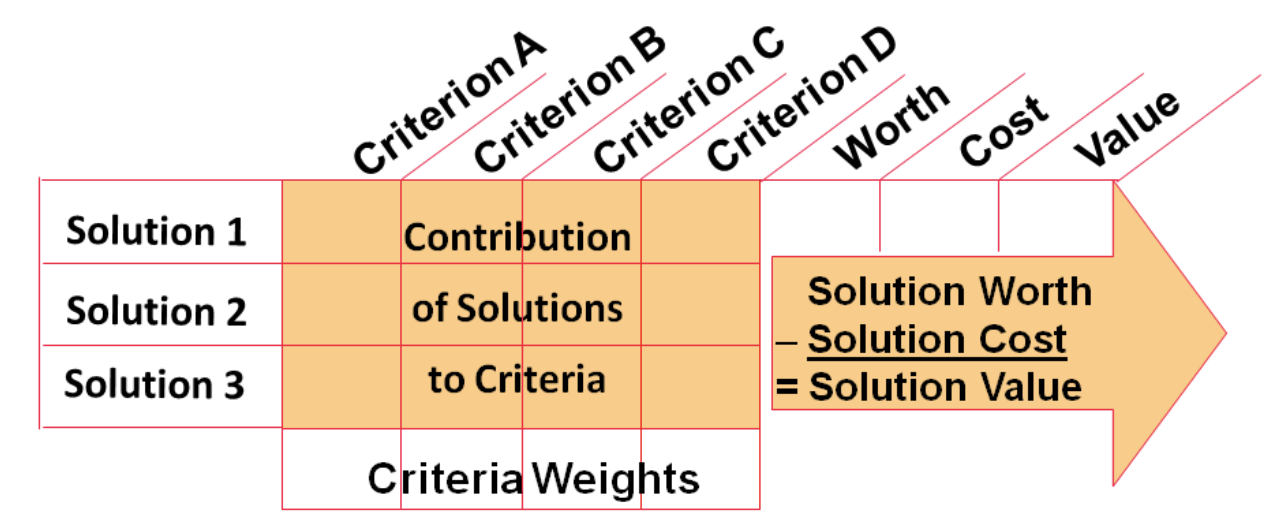 Criterion A
Criterion B
Criterion C
Criterion D
Worth
Cost
Value
Solution 1
Solution 2
Solution 3
Contribution
of Solutions
to Criteria
Criteria Weights
Solution Worth
– Solution Cost
= Solution Value